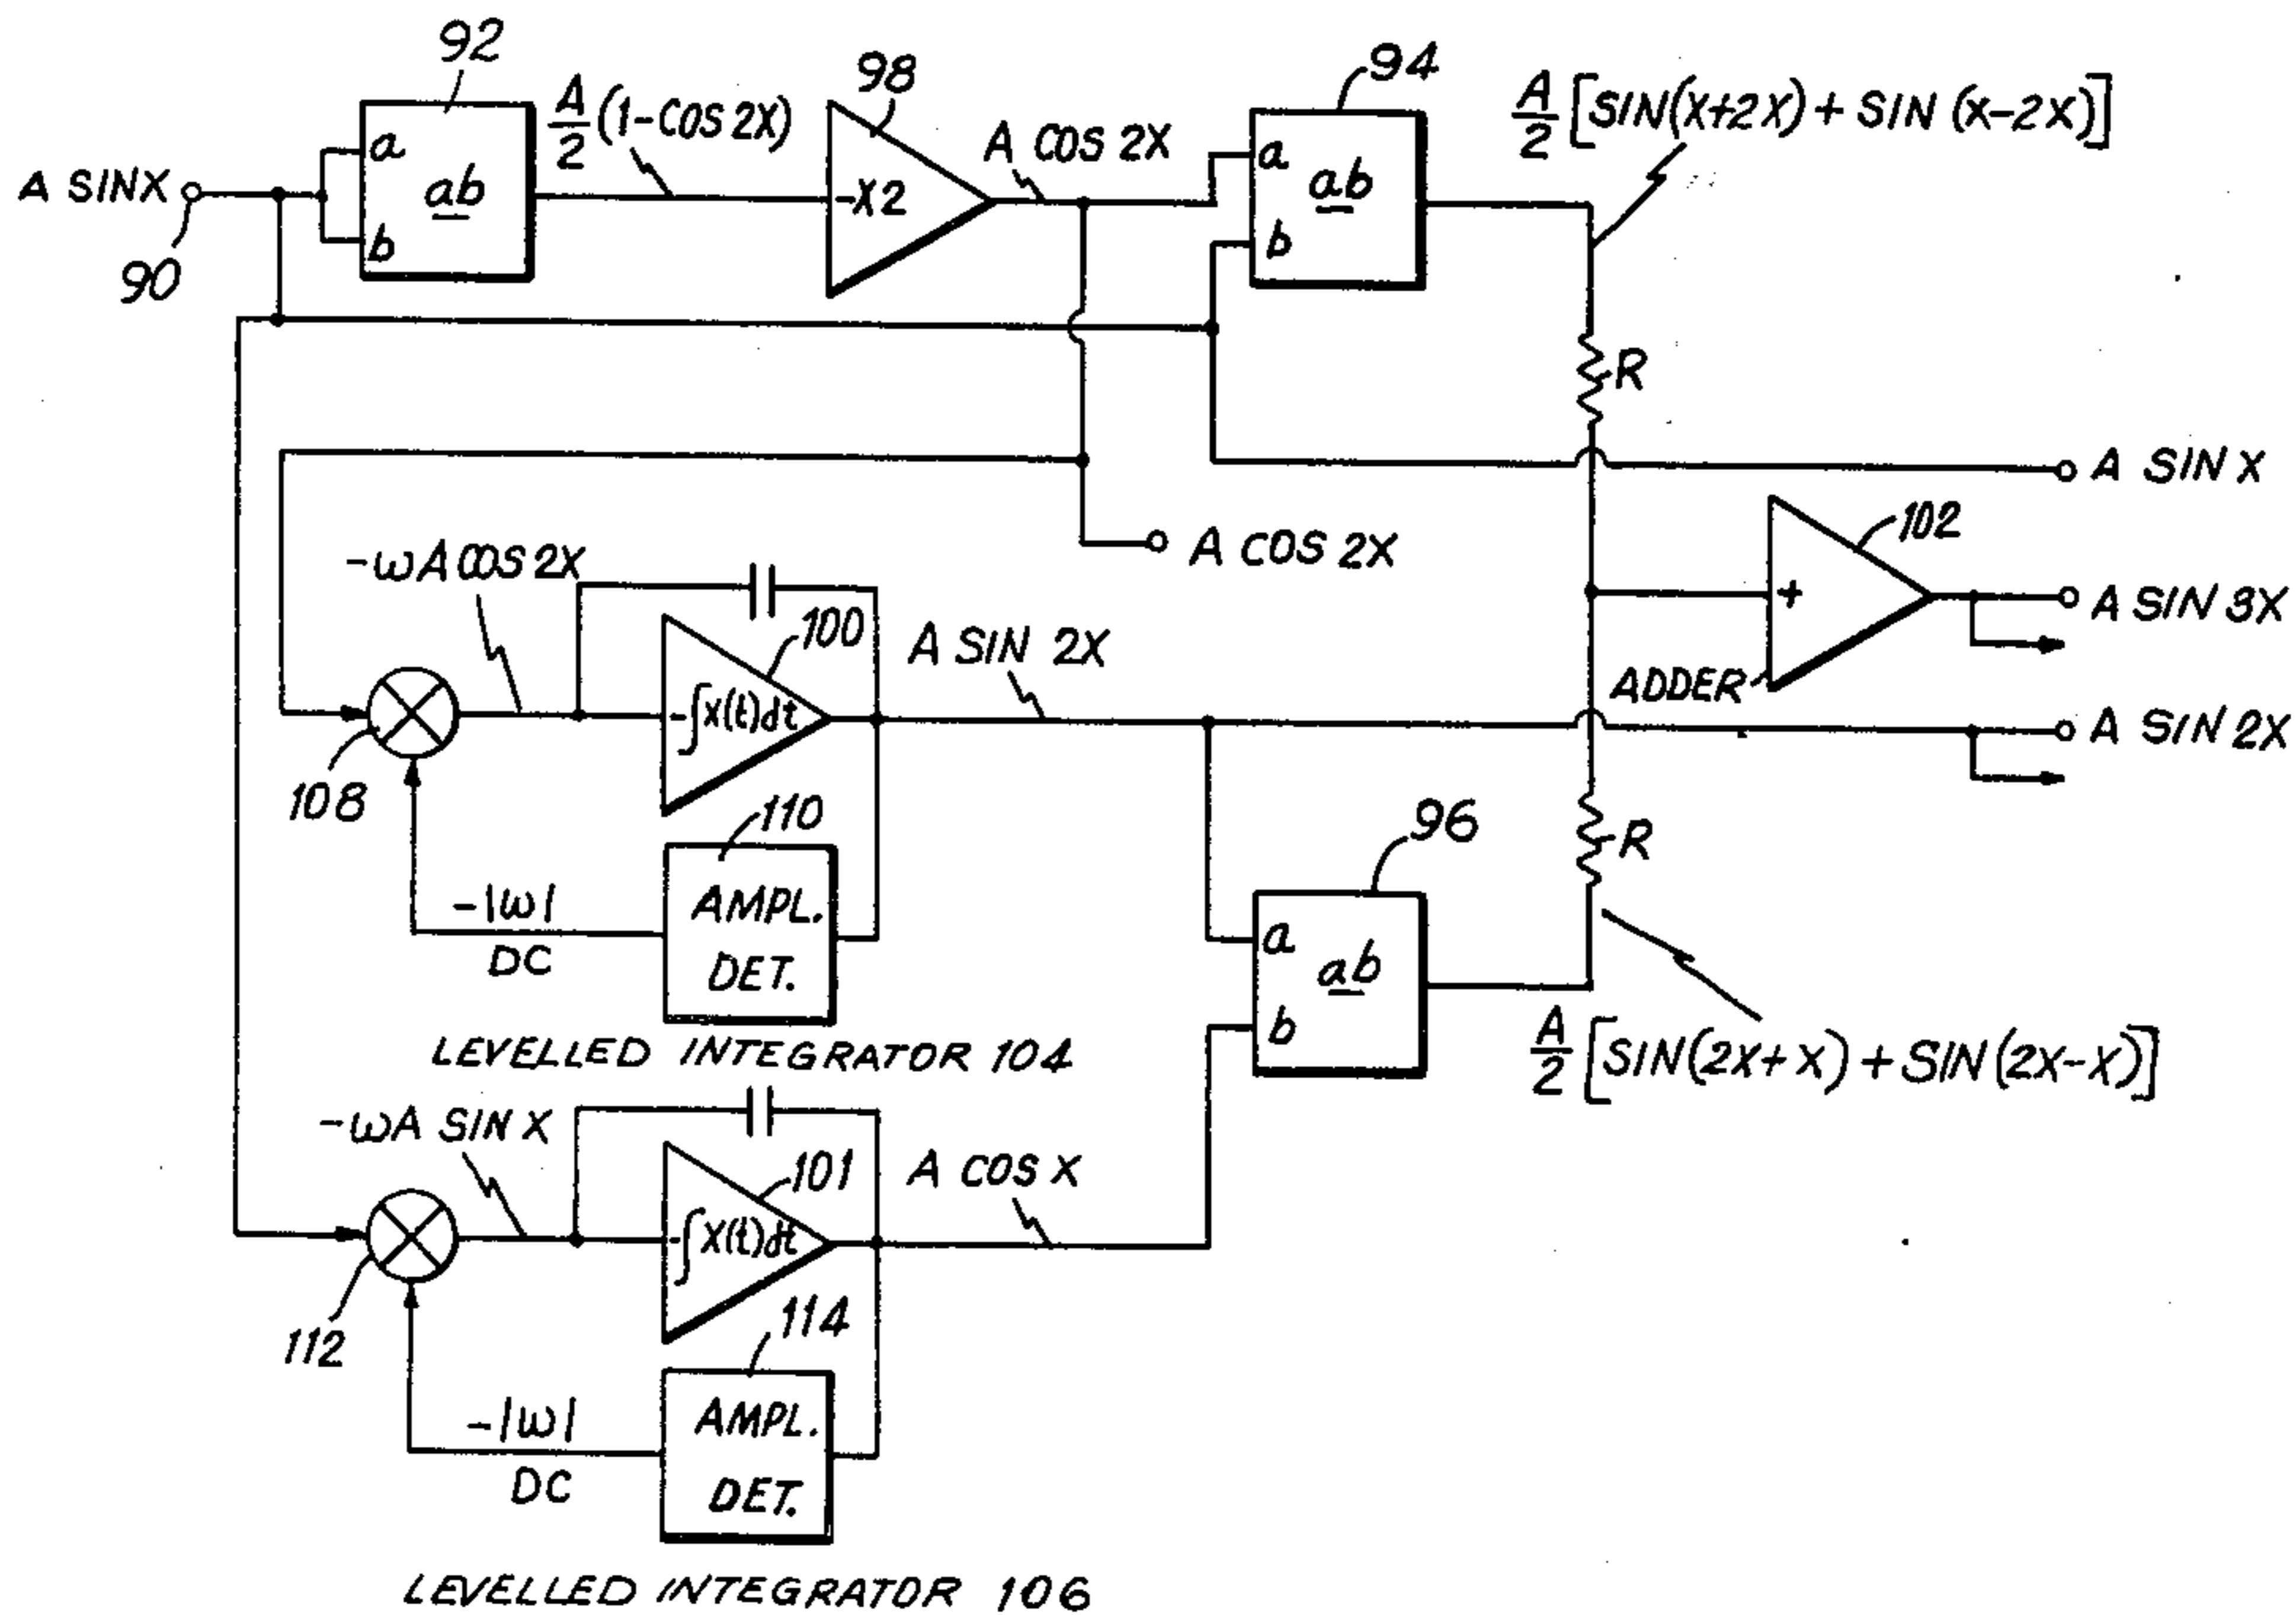 92
98
94
A/2 (1-COS 2X)
A COS 2X
A/2 [SIN(X+2X) + SIN (X-2X)]
A SINX
90
a
b
ab
-X2
a
b
ab
R
A SIN X
102
-ωA COS 2X
A COS 2X
+
A SIN 3X
100
A SIN 2X
ADDER
-∫X(t)dt
A SIN 2X
108
110
96
R
-|ω|
DC
AMPL.
DET.
a
b
ab
LEVELLED INTEGRATOR 104
A/2 [SIN(2X+X) + SIN(2X-X)]
-ωA SIN X
101
A COS X
-∫X(t)dt
112
114
-|ω|
DC
AMPL.
DET.
LEVELLED INTEGRATOR 106